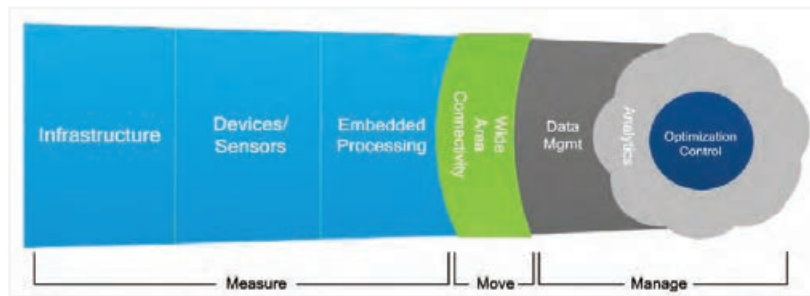 Infrastructure
Devices/
Sensors
Embedded
Processing
Wide
Area
Connectivity
Data
Mgmt
Analytics
Optimization
Control
Measure
Move
Manage